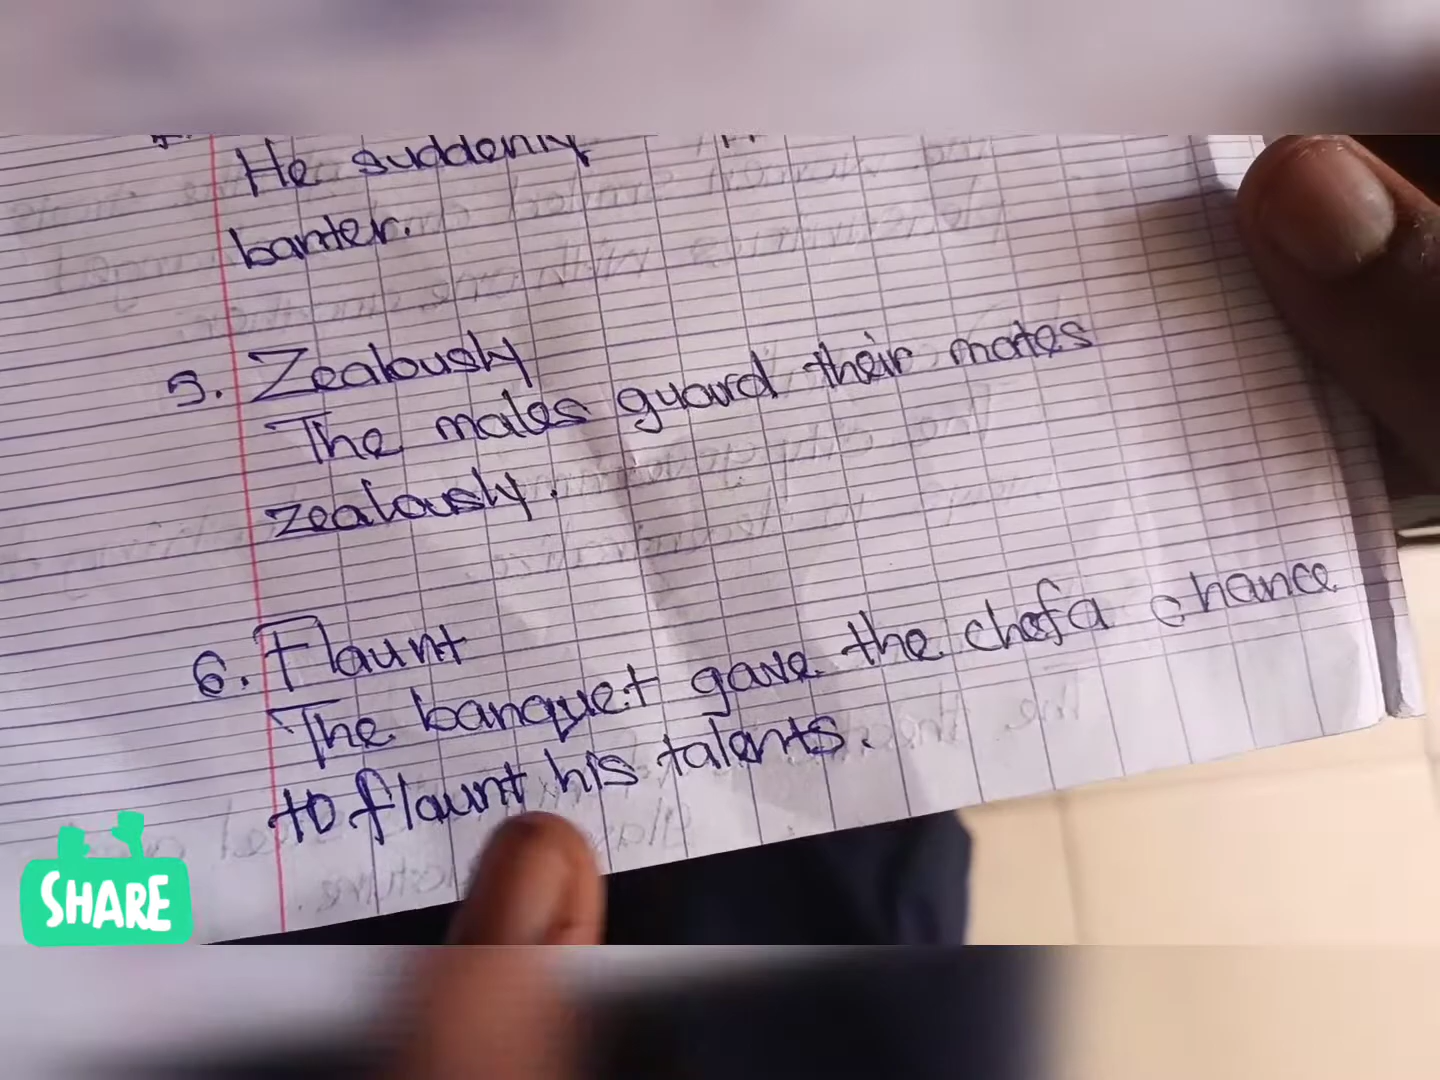 He suddenly
banter.
5. Zealously
The males guard their mates
zealously.
6. Flaunt
The banquet gave the chef a chance
to flaunt his talents.
SHARE